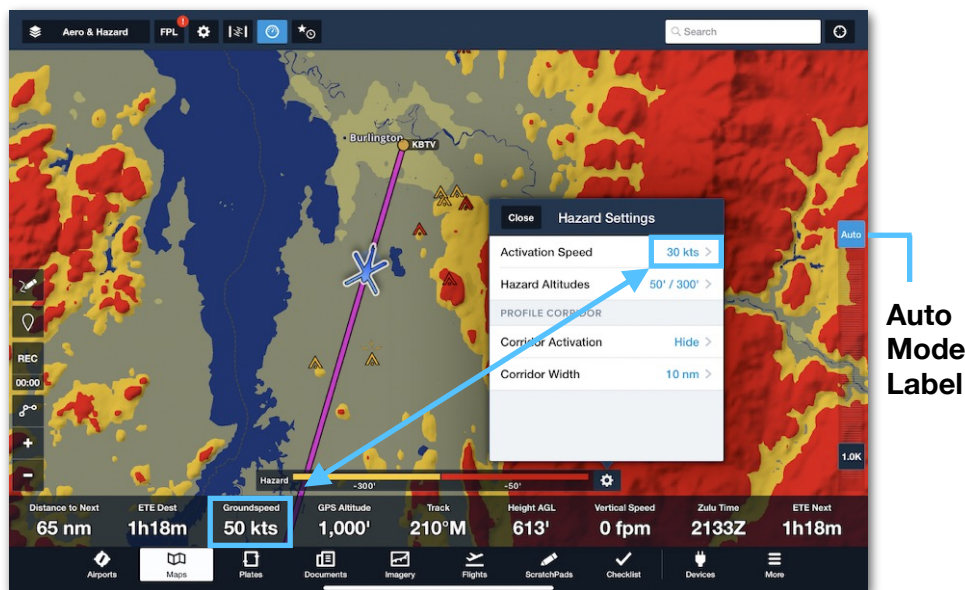 Aero & Hazard
FPL
!
Search
Burlington
KBTV
Close
Hazard Settings
Activation Speed
30 kts >
Hazard Altitudes
50' / 300' >
PROFILE CORRIDOR
Corridor Activation
Hide >
Corridor Width
10 nm >
Auto
Auto
Mode
Label
REC
00:00
+
−
1.0K
Hazard
-300'
-50'
Distance to Next
65 nm
ETE Dest
1h18m
Groundspeed
50 kts
GPS Altitude
1,000'
Track
210°M
Height AGL
613'
Vertical Speed
0 fpm
Zulu Time
2133Z
ETE Next
1h18m
Airports
Maps
Plates
Documents
Imagery
Flights
ScratchPads
Checklist
Devices
More